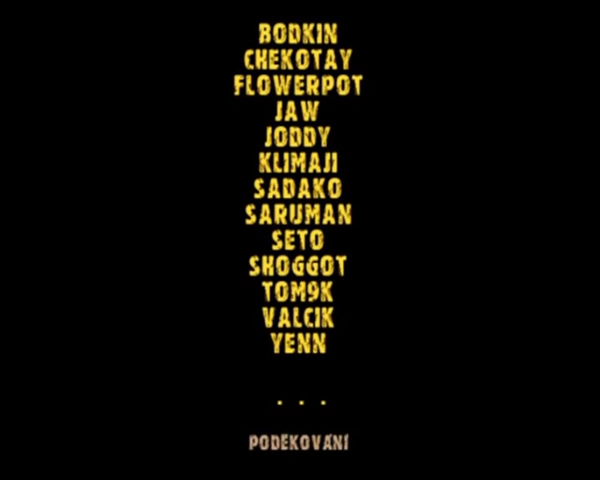 BODKIN
CHEKOTAY
FLOWERPOT
JAW
JODDY
KLIMAJI
SADAKO
SARUMAN
SETO
SHOGGOT
TOM9K
VALCIK
YENN
. . .
PODĚKOVÁNÍ